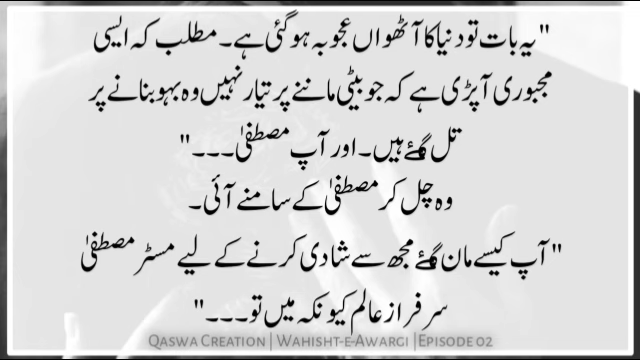 "یہ بات تو دنیا کا آٹھواں عجوبہ ہو گئی ہے۔ مطلب کہ ایسی
مجبوری آ پڑی ہے کہ جو بیٹی ماننے پر تیار نہیں وہ بہو بنانے پر
تل گئے ہیں۔ اور آپ مصطفیٰ۔۔۔"
وہ چل کر مصطفیٰ کے سامنے آئی۔
"آپ کیسے مان گئے مجھ سے شادی کرنے کے لیے مسٹر مصطفیٰ
سرفراز عالم کیونکہ میں تو۔۔۔"
Qaswa Creation | Wahisht-e-Awargi |Episode 02